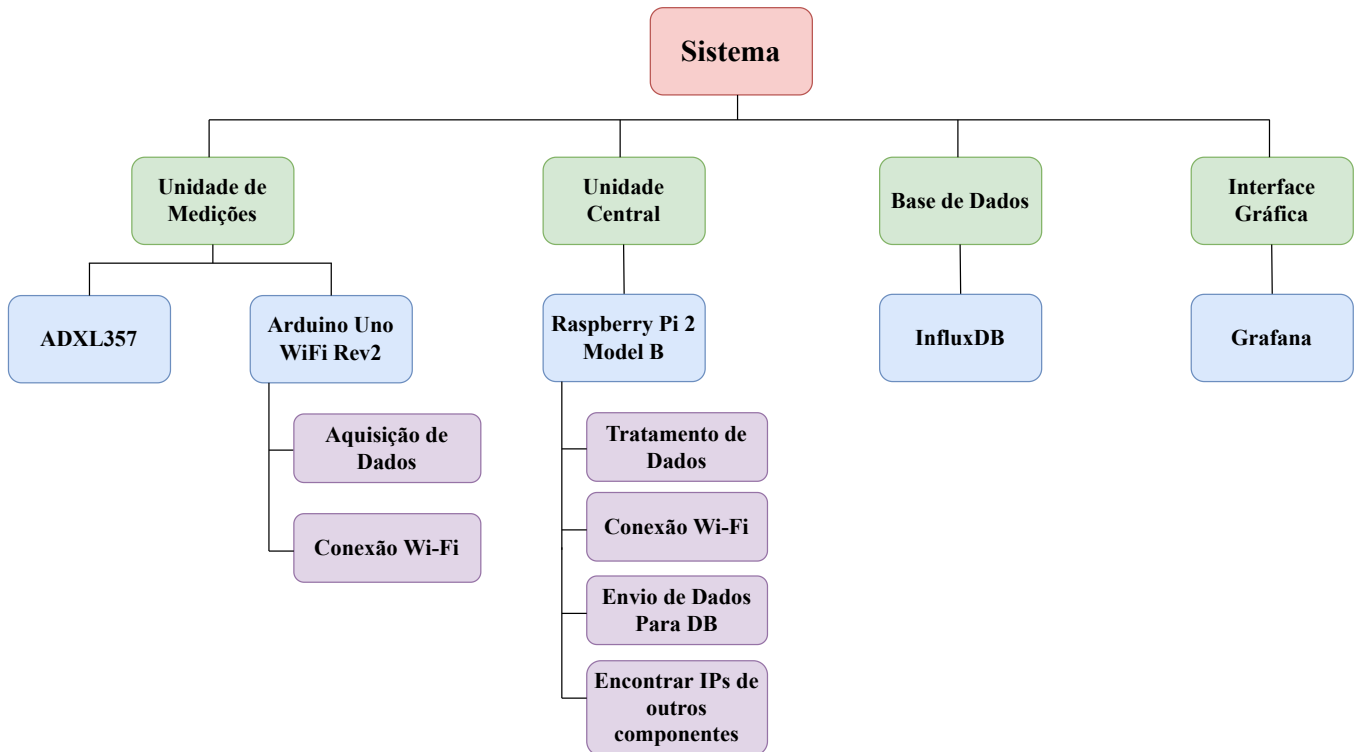 Sistema
Unidade de
Medições
Unidade
Central
Base de Dados
Interface
Gráfica
ADXL357
Arduino Uno
WiFi Rev2
Raspberry Pi 2
Model B
InfluxDB
Grafana
Aquisição de
Dados
Conexão Wi-Fi
Tratamento de
Dados
Conexão Wi-Fi
Envio de Dados
Para DB
Encontrar IPs de
outros
componentes